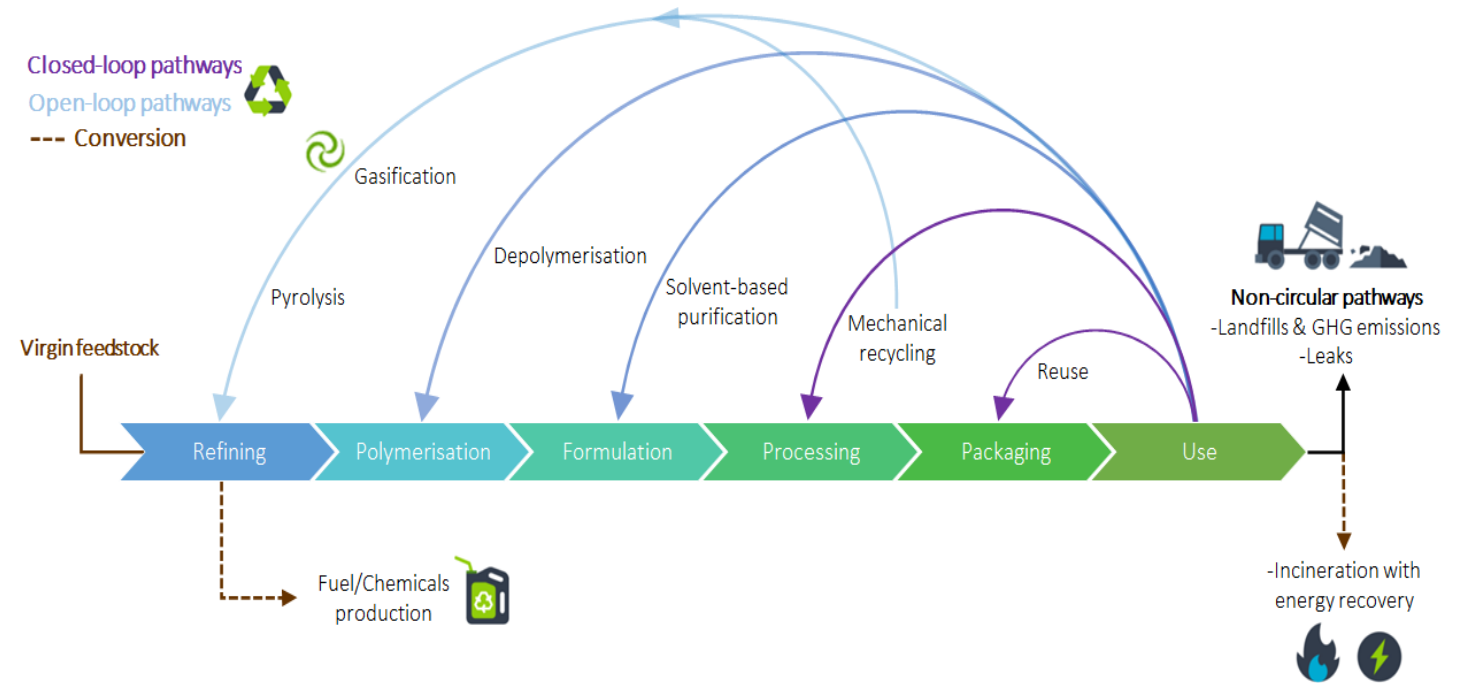 Closed-loop pathways
Open-loop pathways
--- Conversion
Gasification
Depolymerisation
Solvent-based
purification
Pyrolysis
Mechanical
recycling
Reuse
Virgin feedstock
Non-circular pathways
-Landfills & GHG emissions
-Leaks
Refining
Polymerisation
Formulation
Processing
Packaging
Use
Fuel/Chemicals
production
-Incineration with
energy recovery